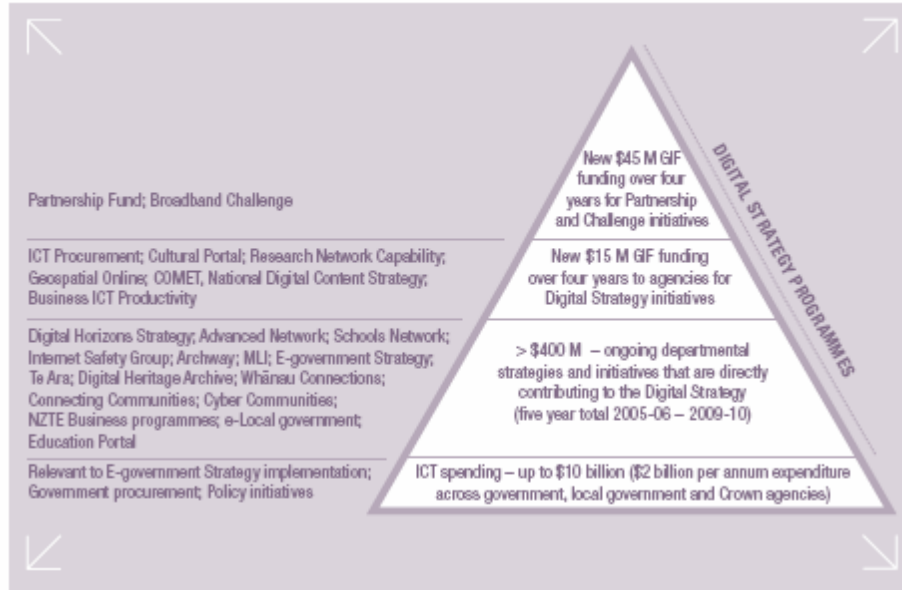 New $45 M GIF
funding over four
years for Partnership
and Challenge initiatives
Partnership Fund; Broadband Challenge
DIGITAL STRATEGY PROGRAMMES
ICT Procurement; Cultural Portal; Research Network Capability;
Geospatial Online; COMET, National Digital Content Strategy;
Business ICT Productivity
New $15 M GIF funding
over four years to agencies for
Digital Strategy initiatives
Digital Horizons Strategy; Advanced Network; Schools Network;
Internet Safety Group; Archway; MLI; E-government Strategy;
Te Ara; Digital Heritage Archive; Whānau Connections;
Connecting Communities; Cyber Communities;
NZTE Business programmes; e-Local government;
Education Portal
> $400 M – ongoing departmental
strategies and initiatives that are directly
contributing to the Digital Strategy
(five year total 2005-06 – 2009-10)
Relevant to E-government Strategy implementation;
Government procurement; Policy initiatives
ICT spending – up to $10 billion ($2 billion per annum expenditure
across government, local government and Crown agencies)